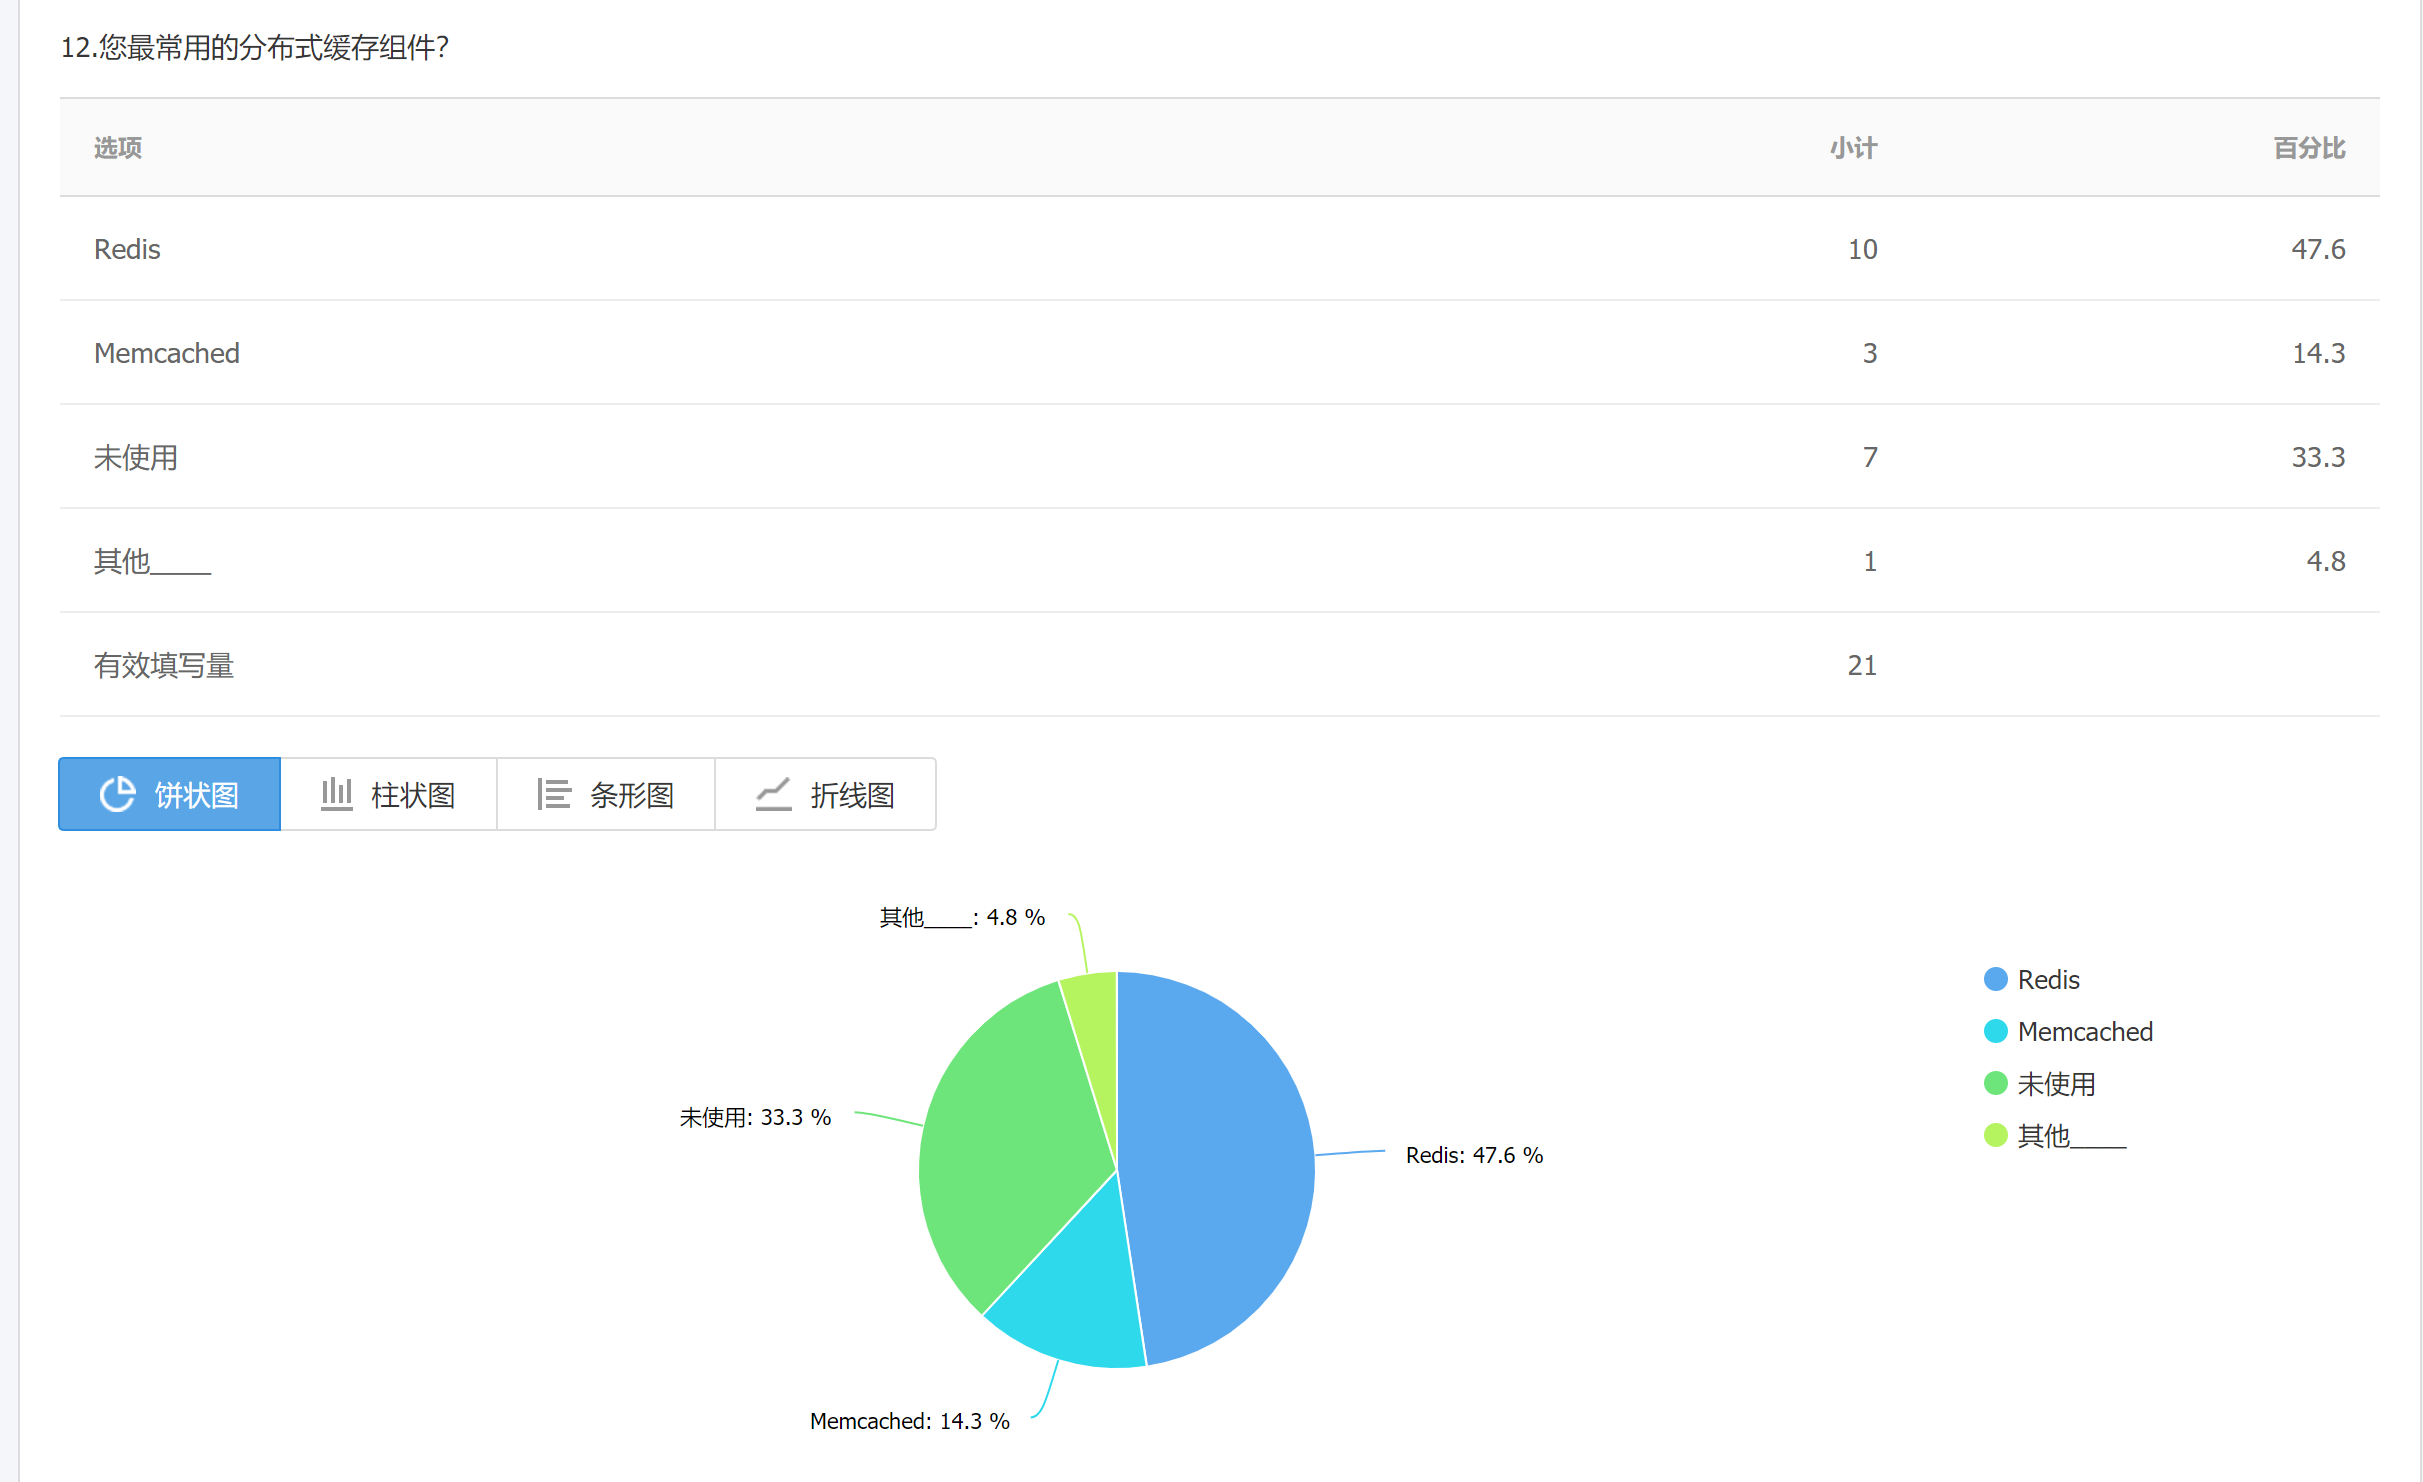 12.您最常用的分布式缓存组件?
选项 小计 百分比
Redis 10 47.6
Memcached 3 14.3
未使用 7 33.3
其他____ 1 4.8
有效填写量 21
饼状图 柱状图 条形图 折线图
其他____: 4.8 %
未使用: 33.3 %
Redis: 47.6 %
Memcached: 14.3 %
Redis
Memcached
未使用
其他____